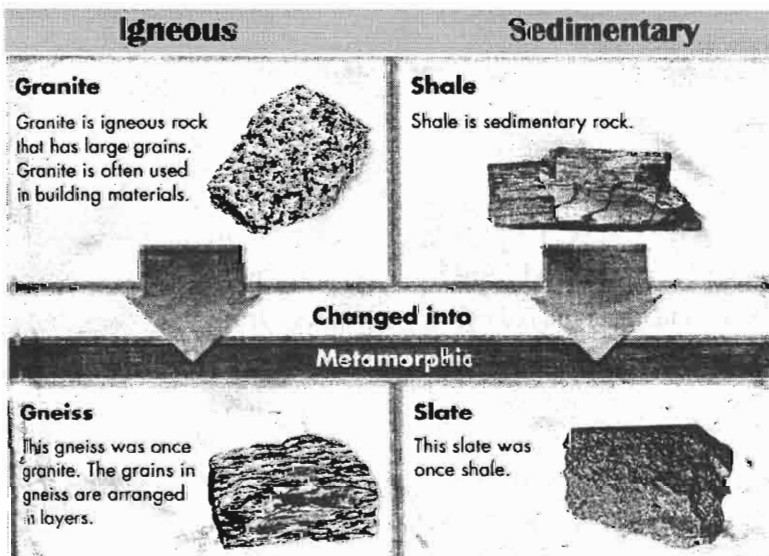 Igneous
Sedimentary
Granite
Granite is igneous rock
that has large grains.
Granite is often used
in building materials.
Shale
Shale is sedimentary rock.
Changed into
Metamorphic
Gneiss
This gneiss was once
granite. The grains in
gneiss are arranged
in layers.
Slate
This slate was
once shale.